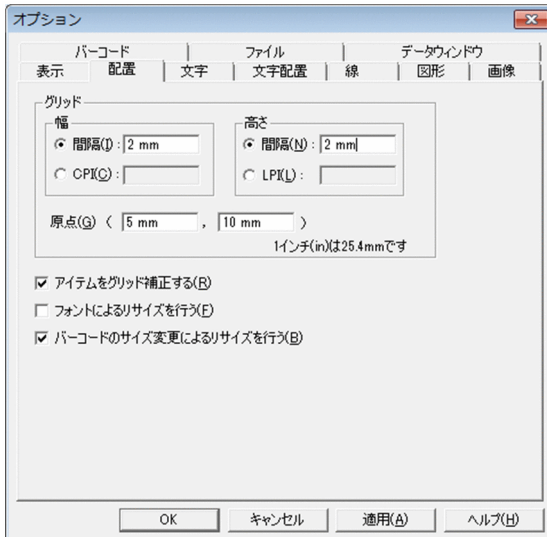 オプション
バーコード ファイル データウィンドウ
表示 配置 文字 文字配置 線 図形 画像
グリッド
幅 高さ
間隔(I): 2 mm 間隔(N): 2 mm
CPI(C): LPI(L):
原点(G) ( 5 mm , 10 mm )
1インチ(in)は25.4mmです
アイテムをグリッド補正する(R)
フォントによるリサイズを行う(F)
バーコードのサイズ変更によるリサイズを行う(B)
OK キャンセル 適用(A) ヘルプ(H)